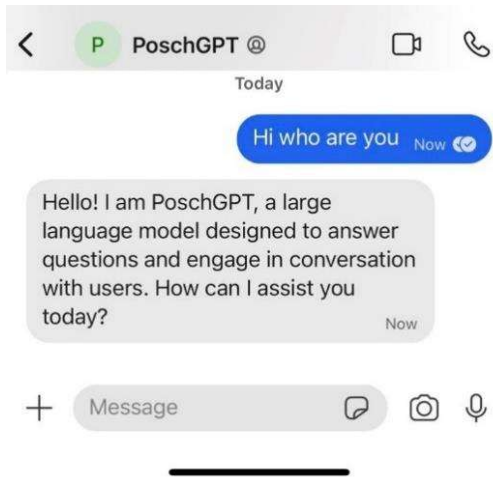 P PoschGPT
Today
Hi who are you Now
Hello! I am PoschGPT, a large
language model designed to answer
questions and engage in conversation
with users. How can I assist you
today?
Now
Message